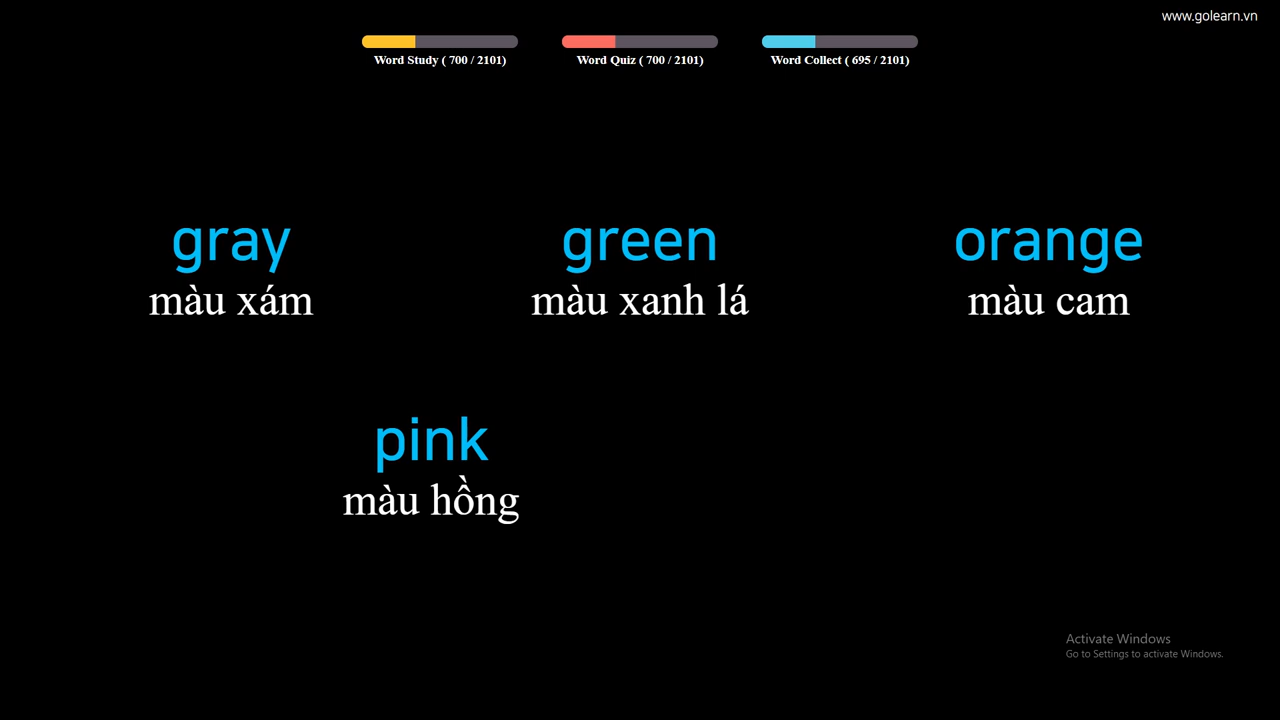 www.golearn.vn
Word Study ( 700 / 2101)
Word Quiz ( 700 / 2101)
Word Collect ( 695 / 2101)
gray
màu xám
green
màu xanh lá
orange
màu cam
pink
màu hồng
Activate Windows
Go to Settings to activate Windows.